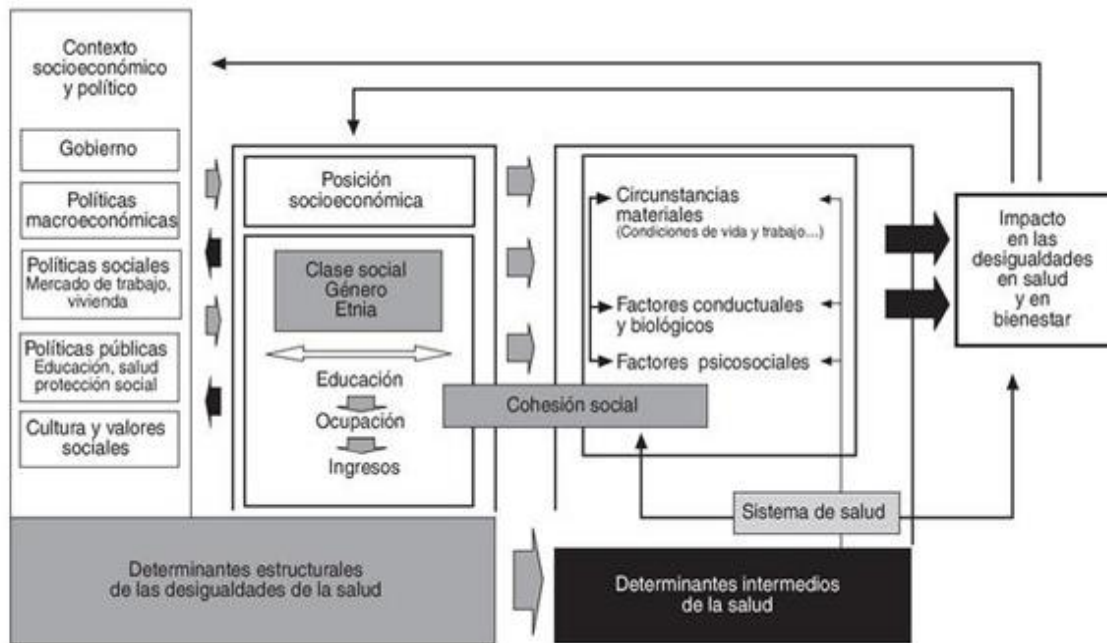 Contexto
socioeconómico
y político
Gobierno
Políticas
macroeconómicas
Políticas sociales
Mercado de trabajo,
vivienda
Políticas públicas
Educación, salud
protección social
Cultura y valores
sociales
Posición
socioeconómica
Clase social
Género
Etnia
Educación
Ocupación
Ingresos
Cohesión social
Circunstancias
materiales
(Condiciones de vida y trabajo...)
Factores conductuales
y biológicos
Factores psicosociales
Sistema de salud
Impacto
en las
desigualdades
en salud
y en
bienestar
Determinantes estructurales
de las desigualdades de la salud
Determinantes intermedios
de la salud